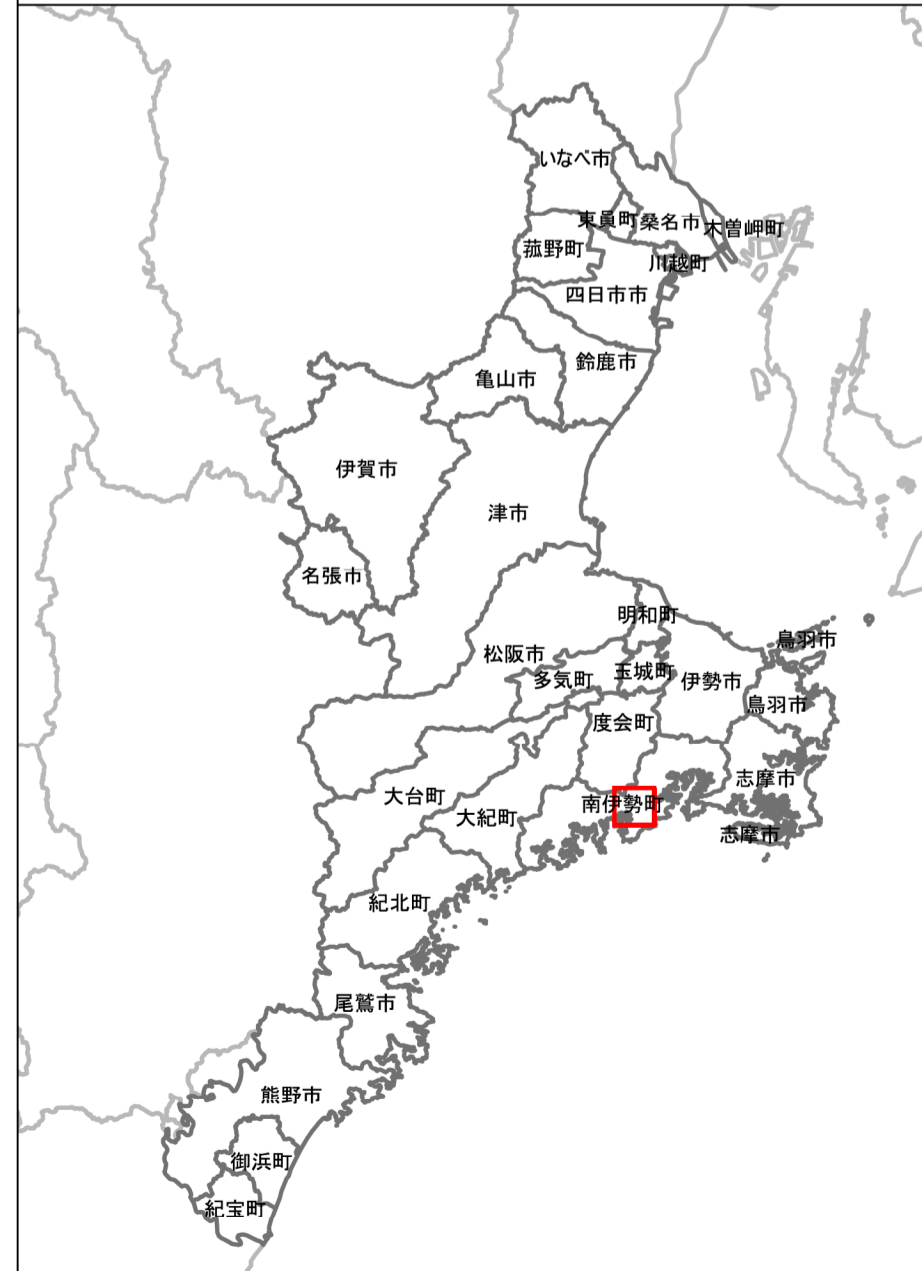 いなべ市
東員町
桑名市
木曽岬町
菰野町
川越町
四日市市
鈴鹿市
亀山市
伊賀市
津市
名張市
明和町
鳥羽市
松阪市
玉城町
多気町
伊勢市
鳥羽市
度会町
志摩市
大台町
南伊勢町
大紀町
志摩市
紀北町
尾鷲市
熊野市
御浜町
紀宝町